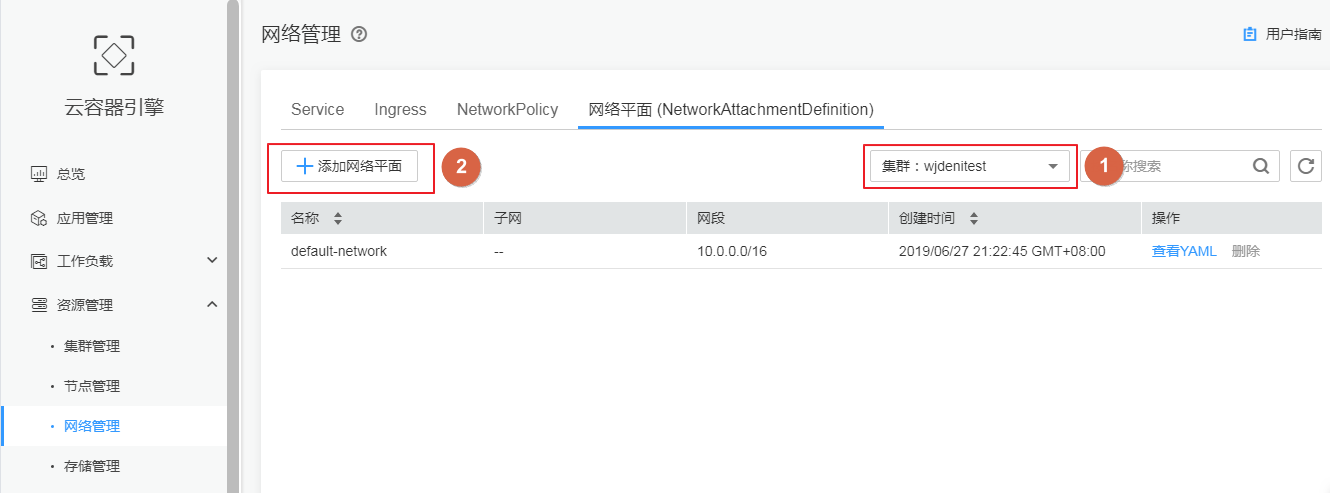 网络管理
用户指南
云容器引擎
Service Ingress NetworkPolicy 网络平面 (NetworkAttachmentDefinition)
添加网络平面 2 集群：wjdenitest 1 称搜索
总览
应用管理
工作负载
资源管理
集群管理
节点管理
网络管理
存储管理
名称 子网 网段 创建时间 操作
default-network -- 10.0.0.0/16 2019/06/27 21:22:45 GMT+08:00 查看YAML 删除